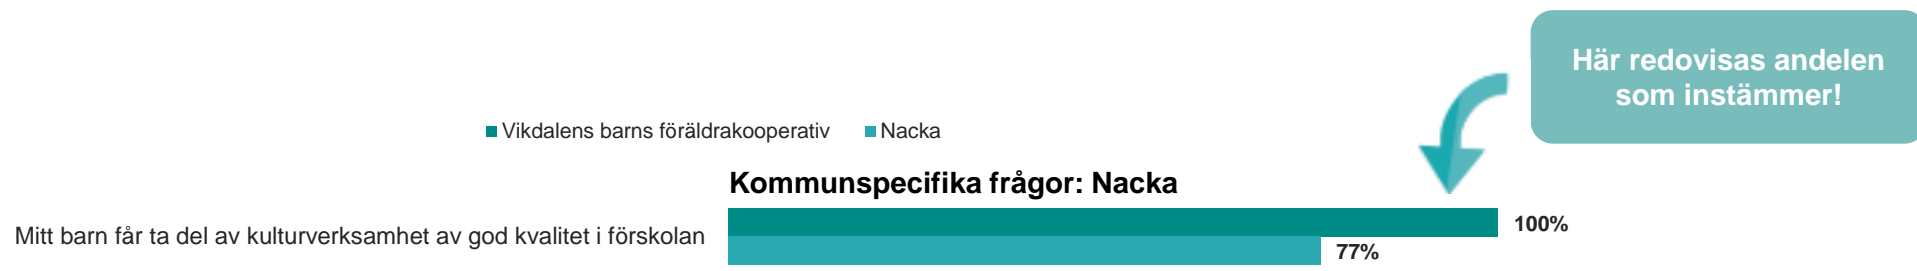 Här redovisas andelen
som instämmer!
Vikdalens barns föräldrakooperativ Nacka
Kommunspecifika frågor: Nacka
Mitt barn får ta del av kulturverksamhet av god kvalitet i förskolan
100%
77%